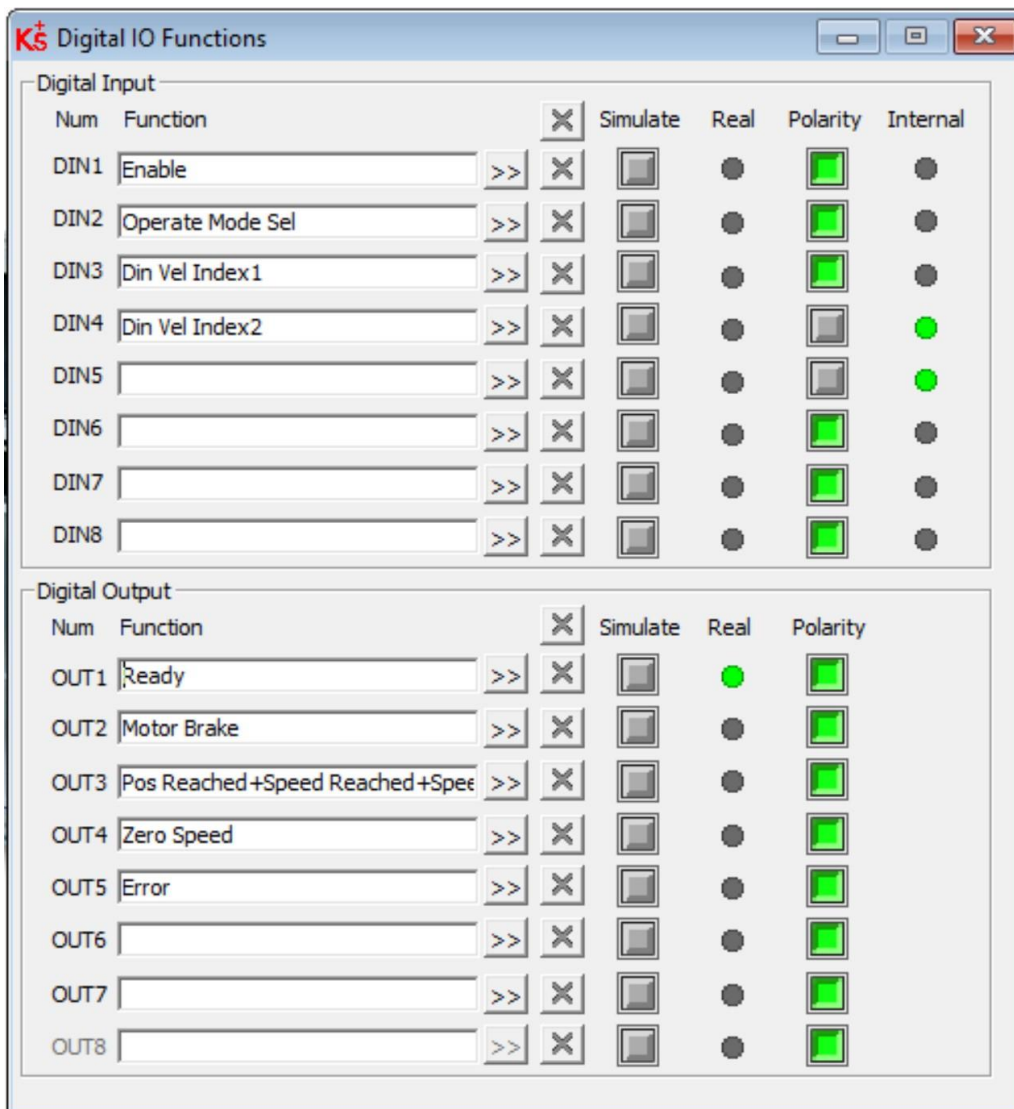 K+S Digital IO Functions
Digital Input
Num Function Simulate Real Polarity Internal
DIN1 Enable >>
DIN2 Operate Mode Sel >>
DIN3 Din Vel Index1 >>
DIN4 Din Vel Index2 >>
DIN5 >>
DIN6 >>
DIN7 >>
DIN8 >>
Digital Output
Num Function Simulate Real Polarity
OUT1 Ready >>
OUT2 Motor Brake >>
OUT3 Pos Reached+Speed Reached+Spee >>
OUT4 Zero Speed >>
OUT5 Error >>
OUT6 >>
OUT7 >>
OUT8 >>